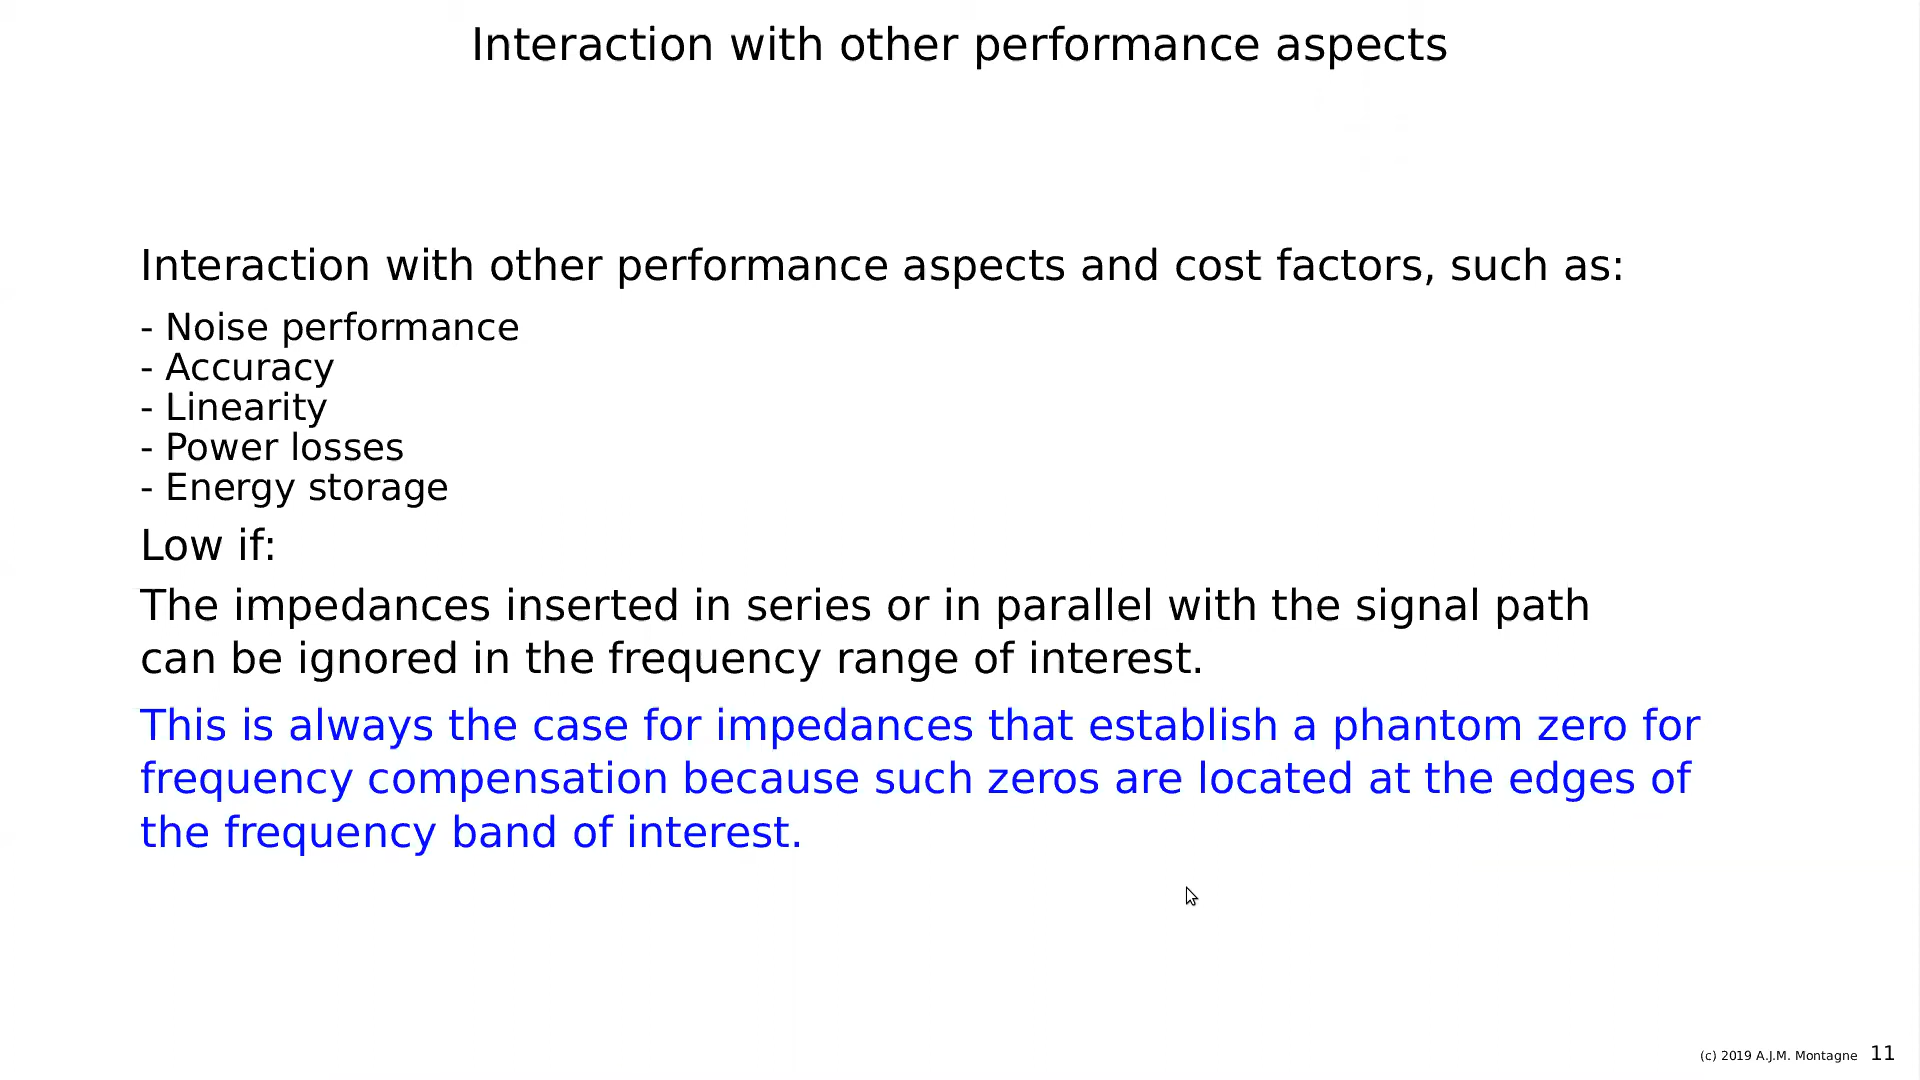 Interaction with other performance aspects
Interaction with other performance aspects and cost factors, such as:
- Noise performance
- Accuracy
- Linearity
- Power losses
- Energy storage
Low if:
The impedances inserted in series or in parallel with the signal path
can be ignored in the frequency range of interest.
This is always the case for impedances that establish a phantom zero for
frequency compensation because such zeros are located at the edges of
the frequency band of interest.
(c) 2019 A.J.M. Montagne 11